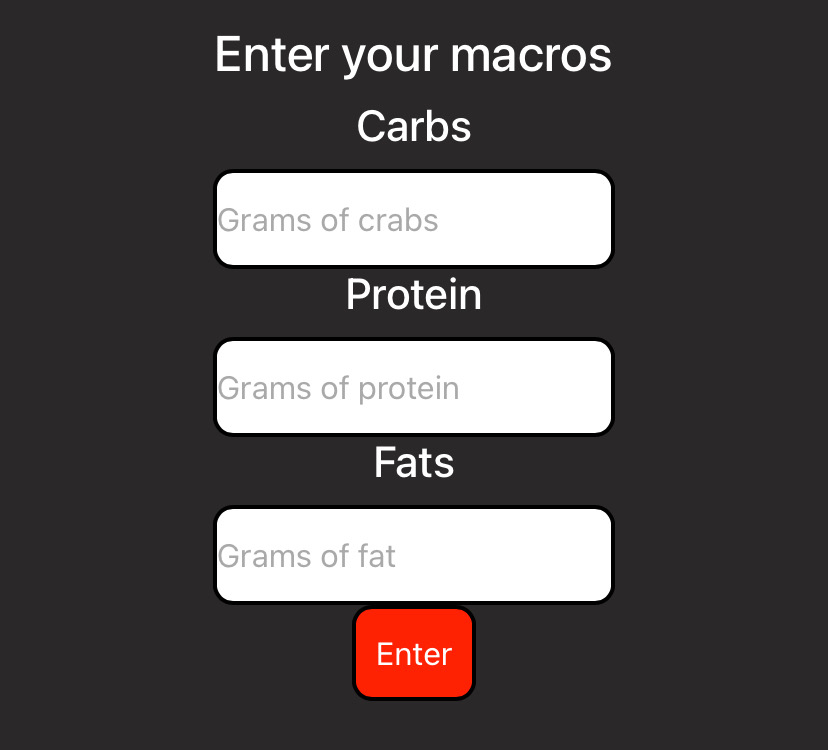 Enter your macros
Carbs
Grams of crabs
Protein
Grams of protein
Fats
Grams of fat
Enter